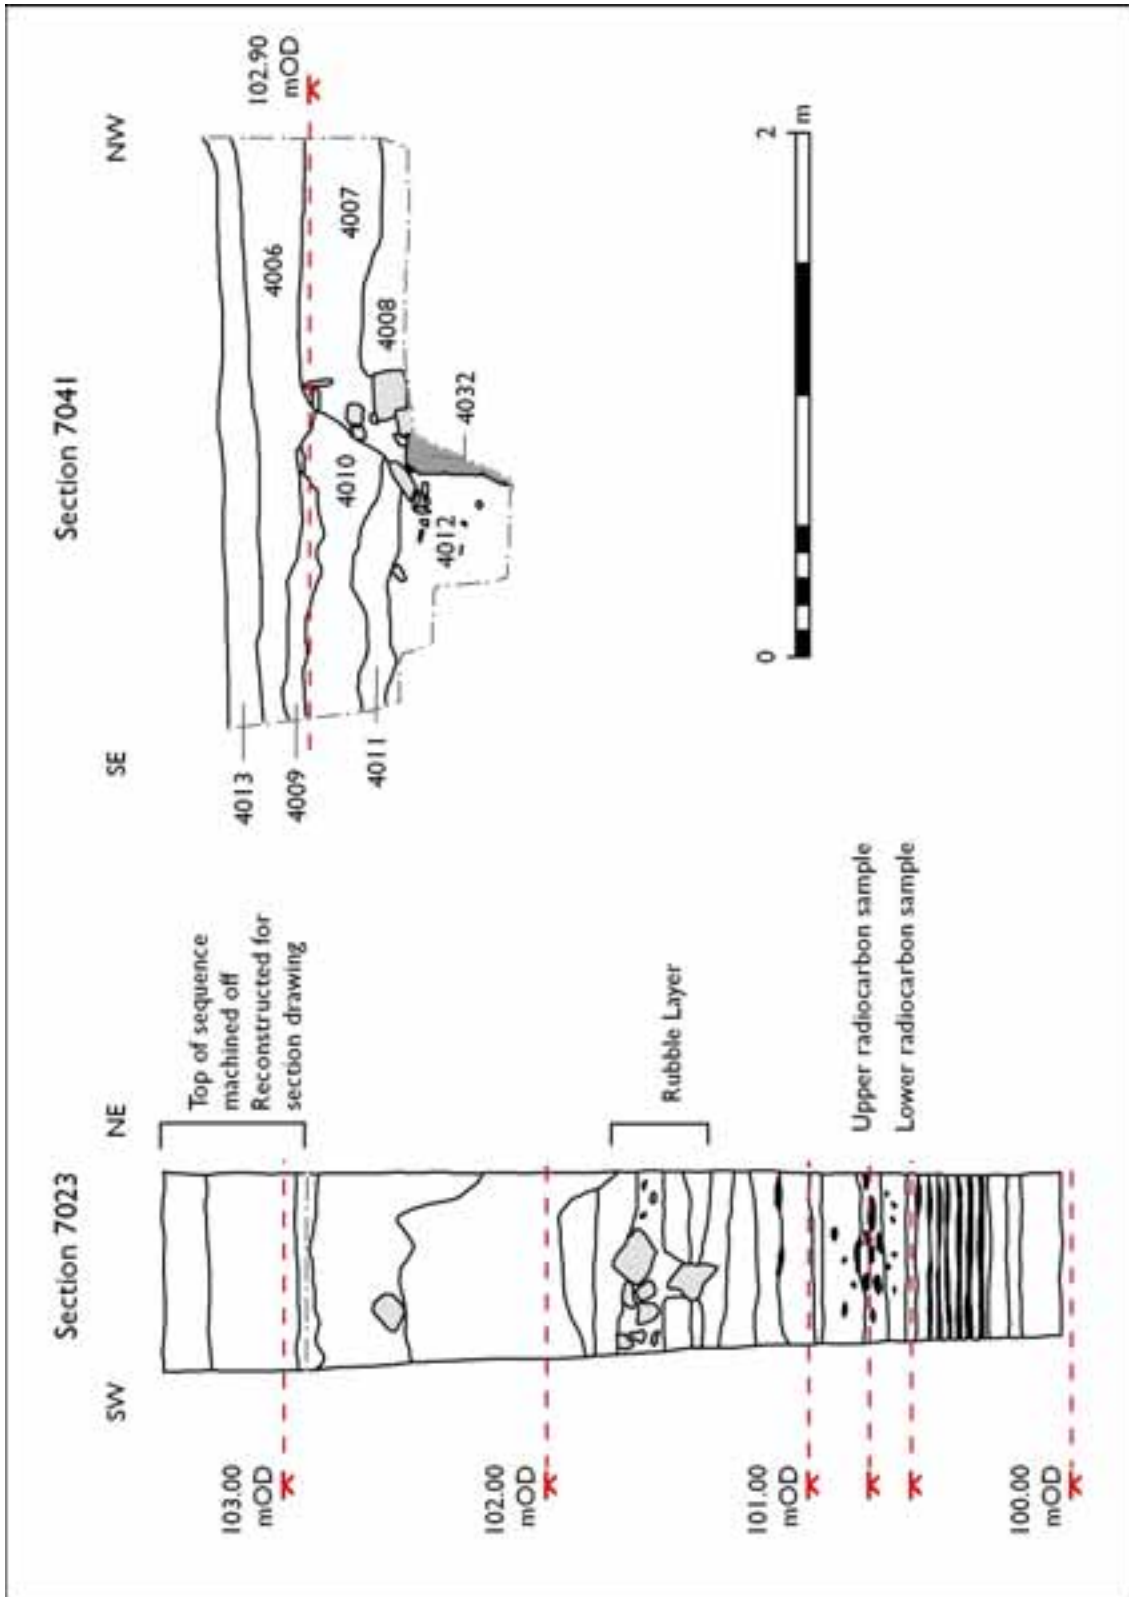 Section 7023
SW
NE
103.00
mOD
102.00
mOD
101.00
mOD
100.00
mOD
Top of sequence
machined off
Reconstructed for
section drawing
Rubble Layer
Upper radiocarbon sample
Lower radiocarbon sample
Section 7041
SE
NW
102.90
mOD
4013
4009
4011
4006
4007
4008
4010
4012
4032
0
2
m